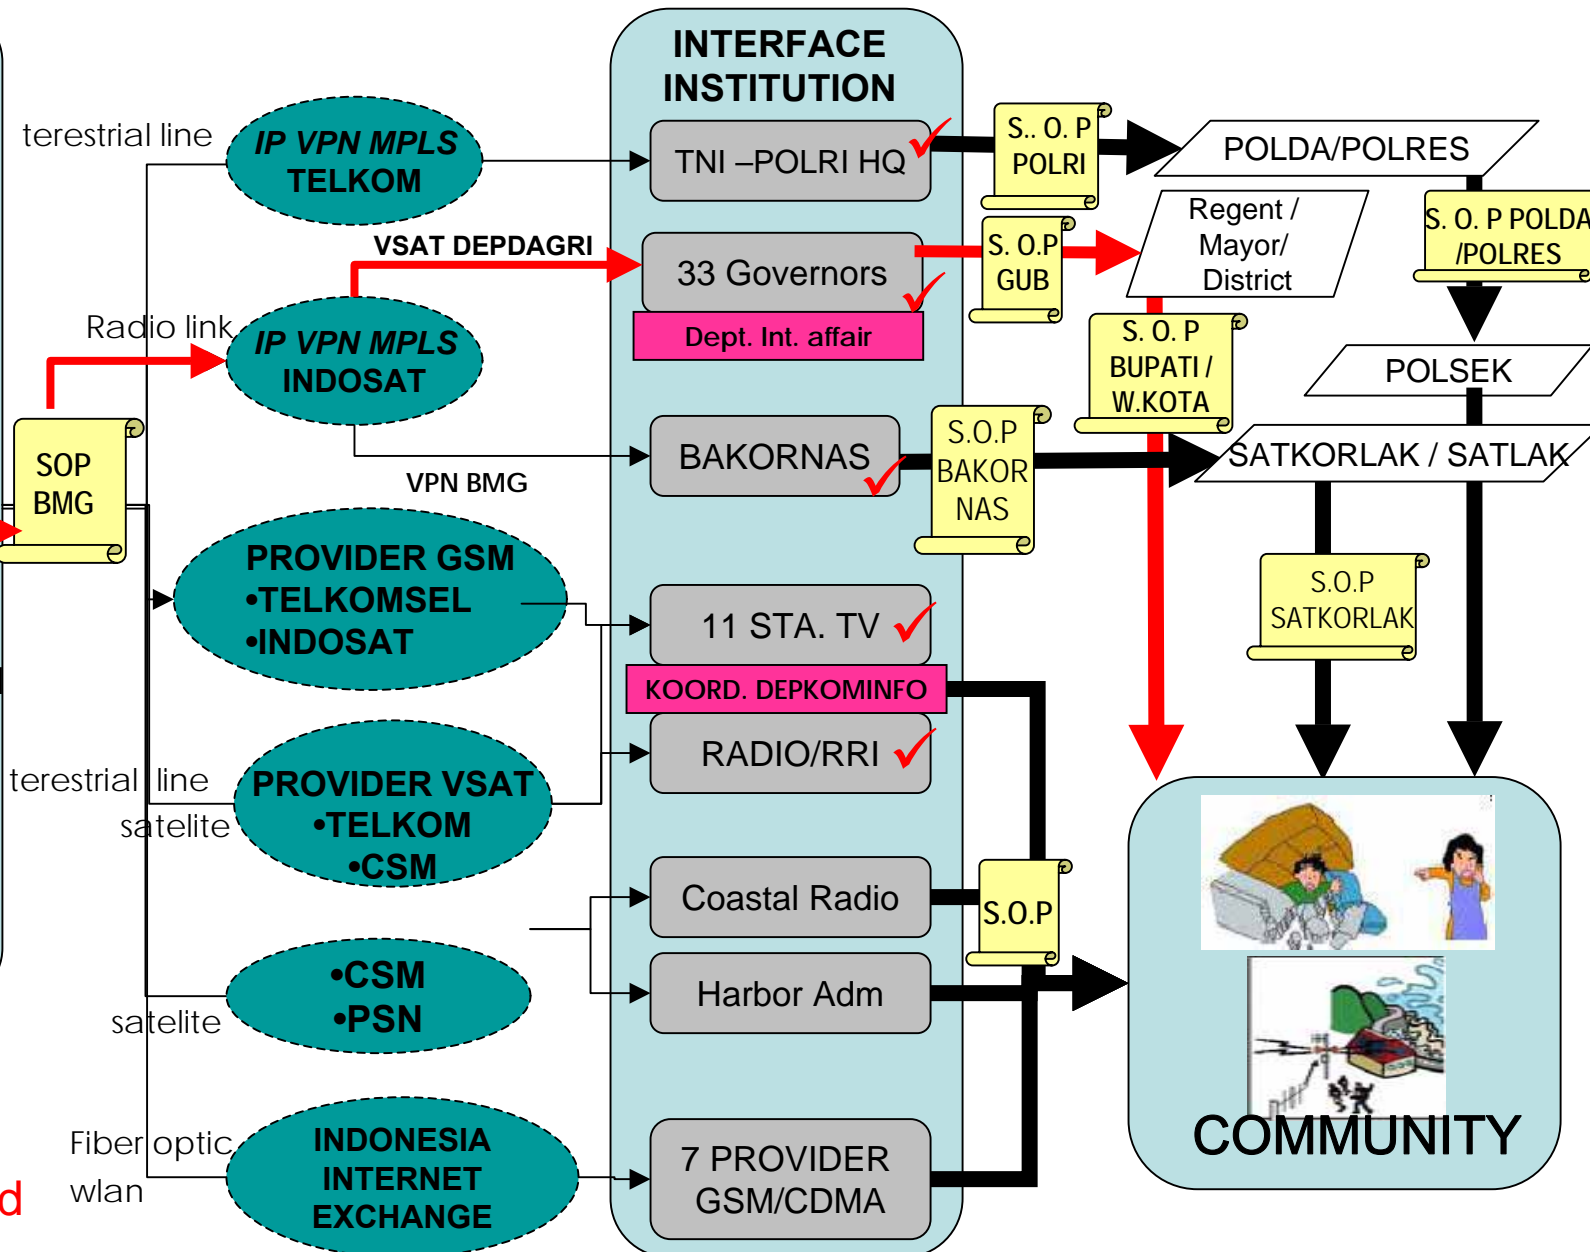 INTERFACE
INSTITUTION
terestrial line
IP VPN MPLS
TELKOM
TNI –POLRI HQ
S.. O. P
POLRI
POLDA/POLRES
S. O. P POLDA
/POLRES
VSAT DEPDAGRI
33 Governors
Dept. Int. affair
S. O.P
GUB
Regent /
Mayor/
District
Radio link
IP VPN MPLS
INDOSAT
S. O. P
BUPATI /
W.KOTA
POLSEK
SOP
BMG
VPN BMG
BAKORNAS
S.O.P
BAKOR
NAS
SATKORLAK / SATLAK
S.O.P
SATKORLAK
PROVIDER GSM
•TELKOMSEL
•INDOSAT
11 STA. TV
KOORD. DEPKOMINFO
RADIO/RRI
terestrial line
satelite
PROVIDER VSAT
•TELKOM
•CSM
Coastal Radio
S.O.P
Harbor Adm
satelite
•CSM
•PSN
Fiber optic
wlan
INDONESIA
INTERNET
EXCHANGE
7 PROVIDER
GSM/CDMA
COMMUNITY
d